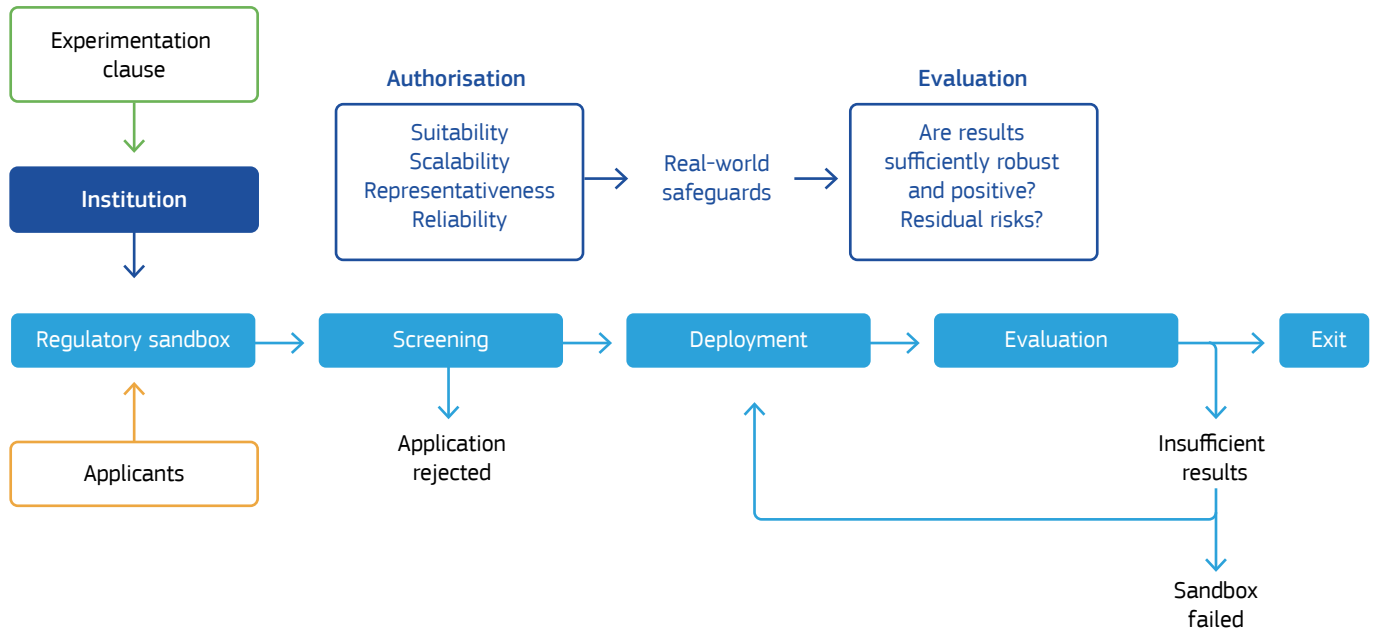 Experimentation
clause
Institution
Authorisation
Suitability
Scalability
Representativeness
Reliability
Real-world
safeguards
Evaluation
Are results
sufficiently robust
and positive?
Residual risks?
Regulatory sandbox
Screening
Deployment
Evaluation
Exit
Applicants
Application
rejected
Insufficient
results
Sandbox
failed